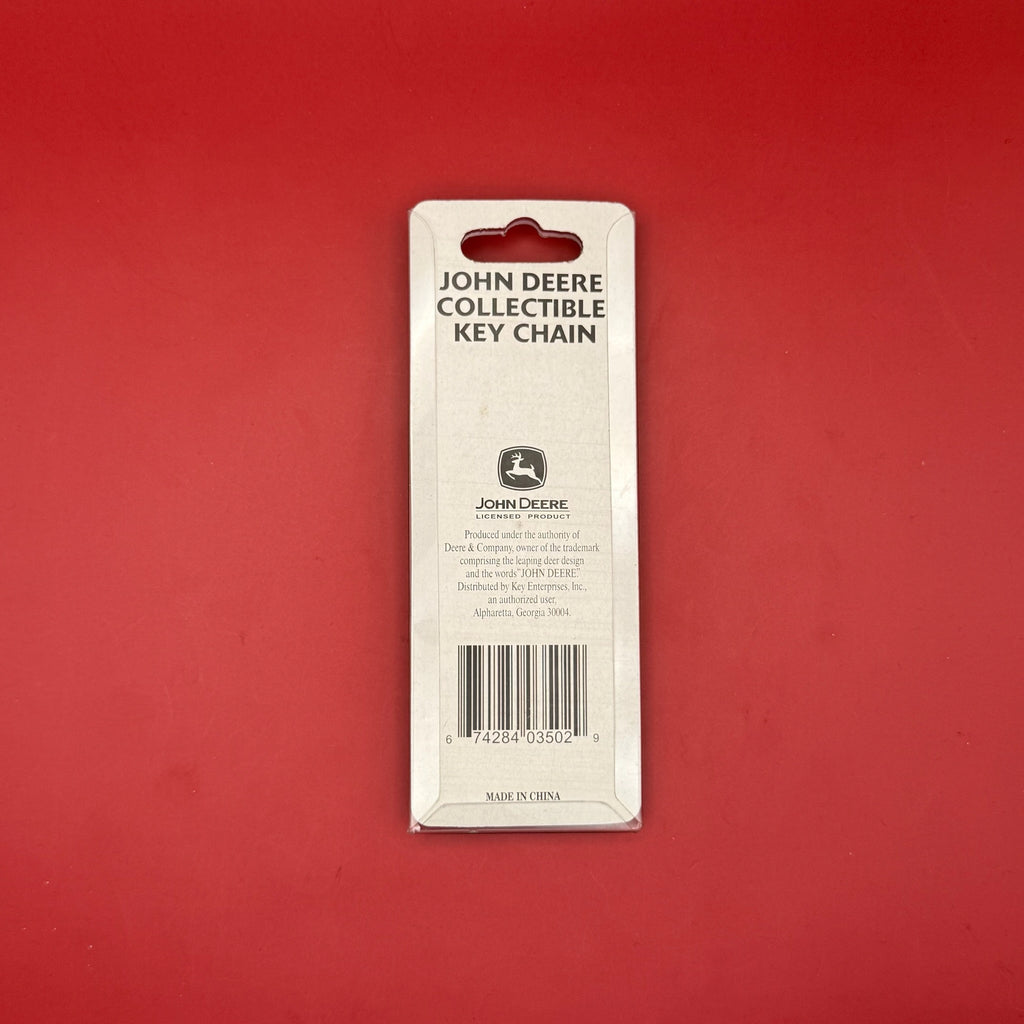 JOHN DEERE
COLLECTIBLE
KEY CHAIN
JOHN DEERE
LICENSED PRODUCT
Produced under the authority of
Deere & Company, owner of the trademark
comprising the leaping deer design
and the words "JOHN DEERE."
Distributed by Key Enterprises, Inc.,
an authorized user,
Alpharetta, Georgia 30004.
6 74284 03502 9
MADE IN CHINA